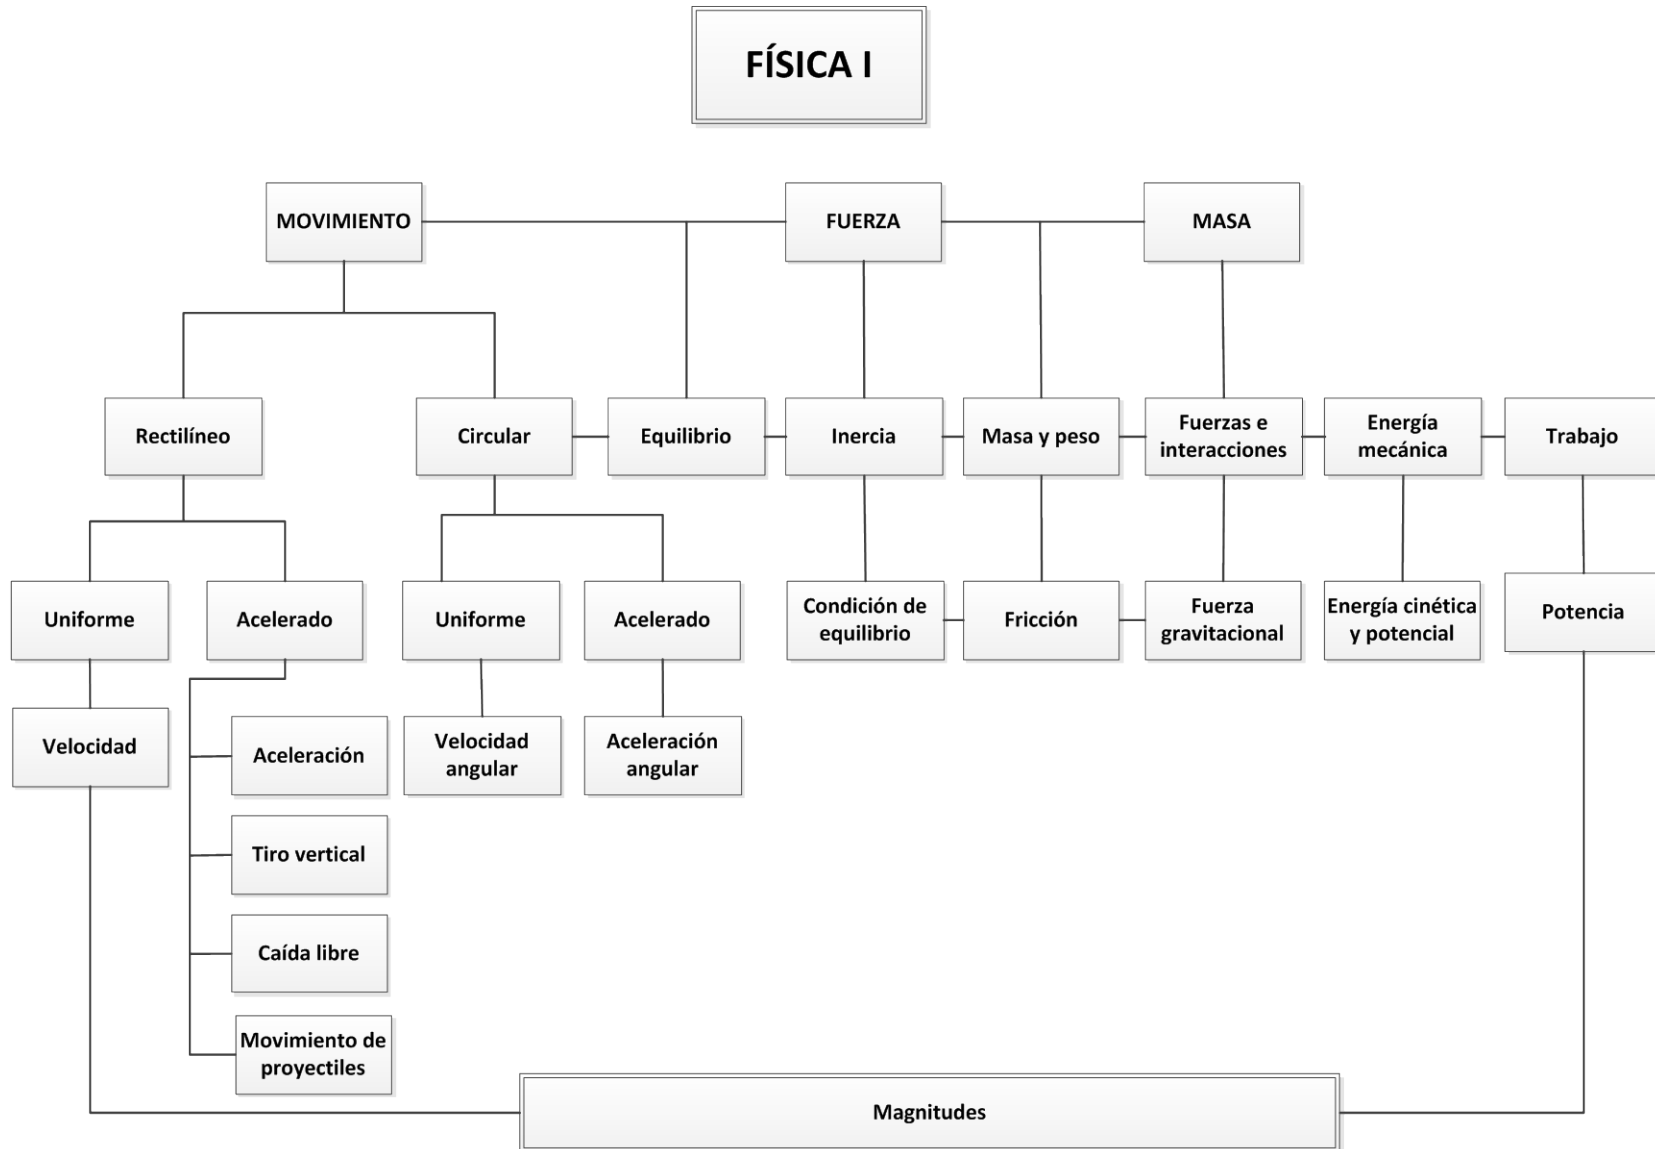 FÍSICA I
MOVIMIENTO
FUERZA
MASA
Rectilíneo
Circular
Equilibrio
Inercia
Masa y peso
Fuerzas e
interacciones
Energía
mecánica
Trabajo
Uniforme
Acelerado
Uniforme
Acelerado
Condición de
equilibrio
Fricción
Fuerza
gravitacional
Energía cinética
y potencial
Potencia
Velocidad
Aceleración
Velocidad
angular
Aceleración
angular
Tiro vertical
Caída libre
Movimiento de
proyectiles
Magnitudes